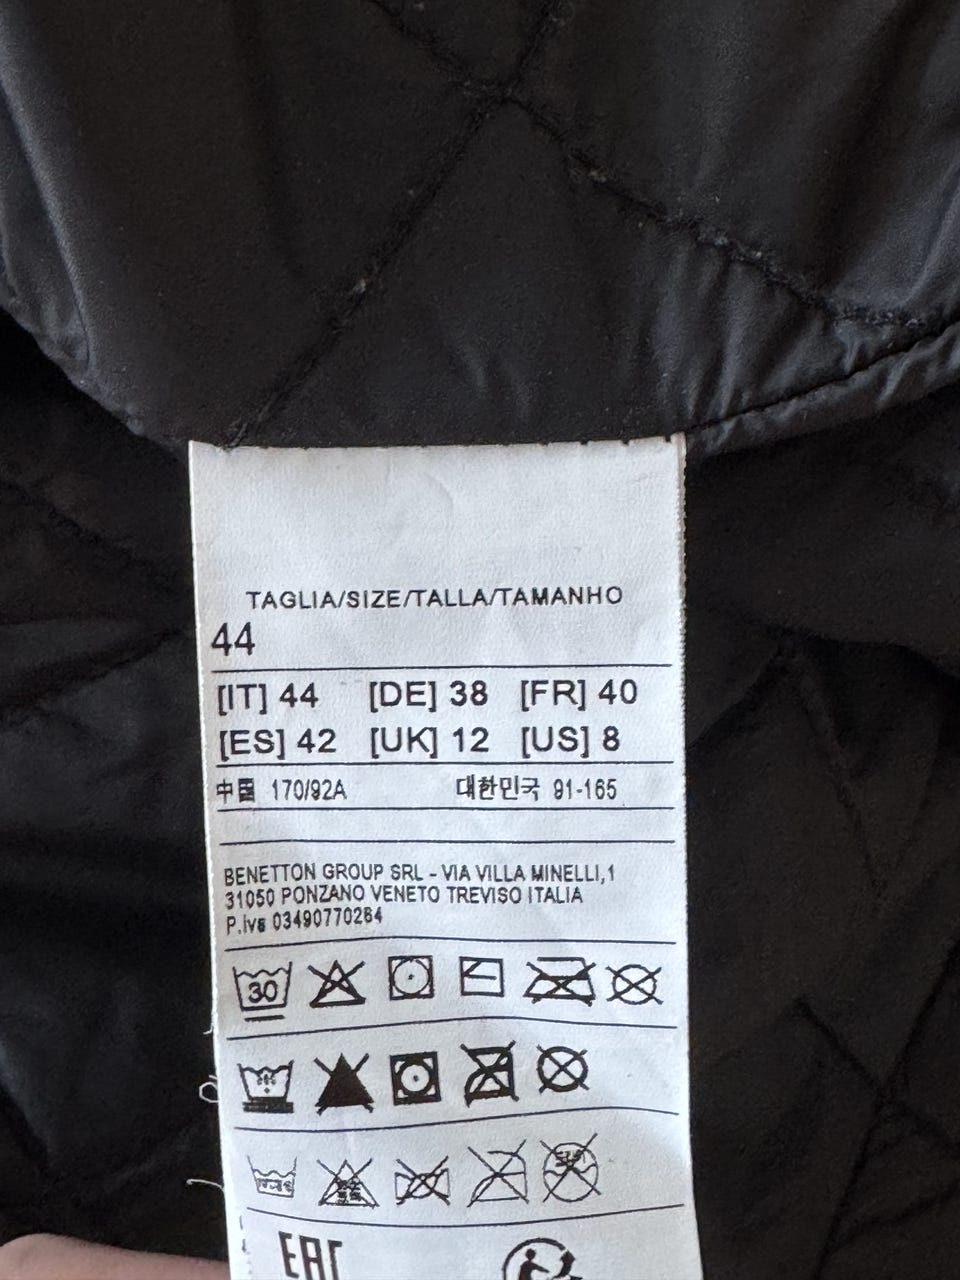 TAGLIA/SIZE/TALLA/TAMANHO
44
[IT] 44 [DE] 38 [FR] 40
[ES] 42 [UK] 12 [US] 8
中国 170/92A 대한민국 91-165
BENETTON GROUP SRL - VIA VILLA MINELLI,1
31050 PONZANO VENETO TREVISO ITALIA
P.iva 03490770264
30
EAC